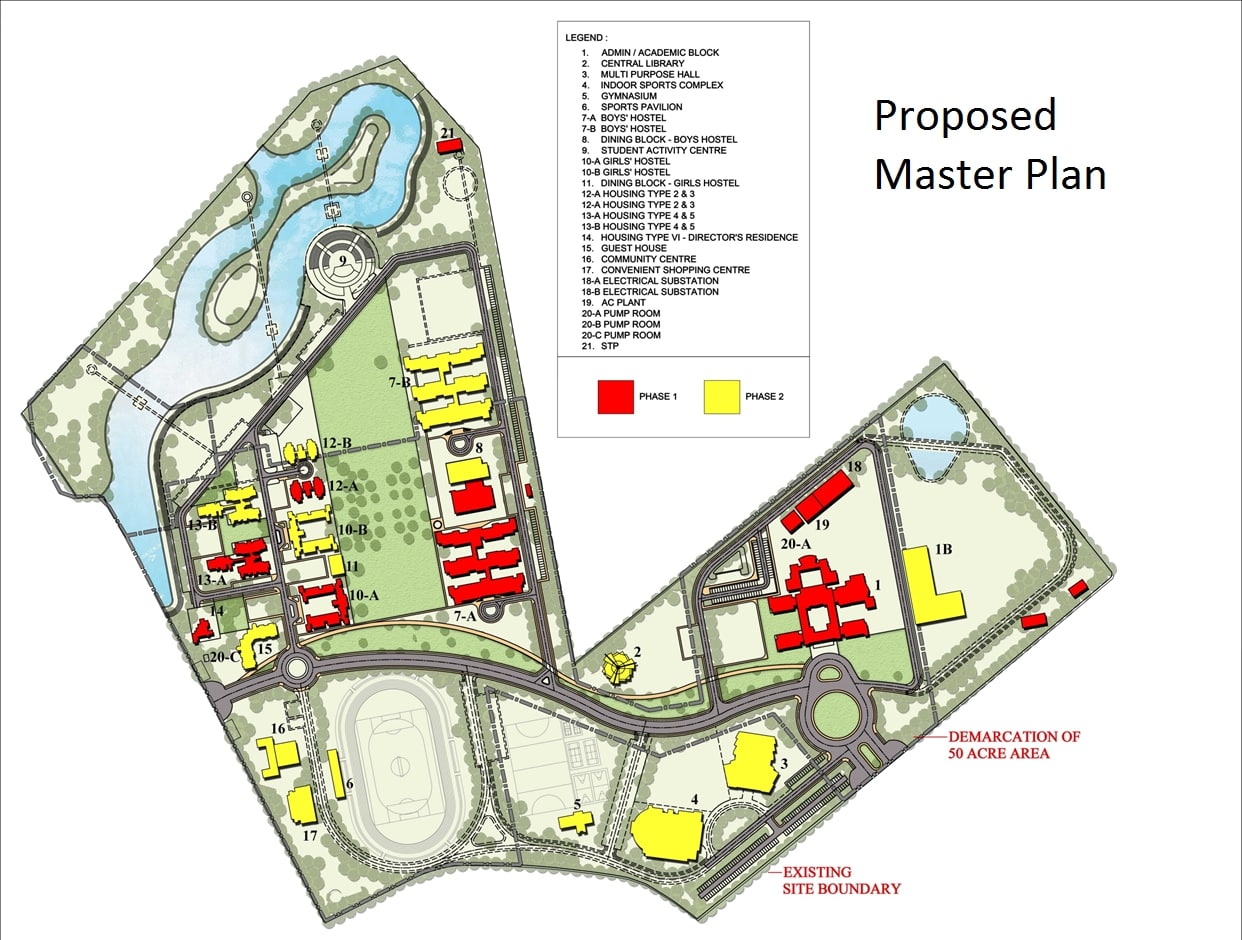 Proposed
Master Plan
LEGEND :
1. ADMIN / ACADEMIC BLOCK
2. CENTRAL LIBRARY
3. MULTI PURPOSE HALL
4. INDOOR SPORTS COMPLEX
5. GYMNASIUM
6. SPORTS PAVILION
7-A BOYS' HOSTEL
7-B BOYS' HOSTEL
8. DINING BLOCK - BOYS HOSTEL
9. STUDENT ACTIVITY CENTRE
10-A GIRLS' HOSTEL
10-B GIRLS' HOSTEL
11. DINING BLOCK - GIRLS HOSTEL
12-A HOUSING TYPE 2 & 3
12-A HOUSING TYPE 2 & 3
13-A HOUSING TYPE 4 & 5
13-B HOUSING TYPE 4 & 5
14. HOUSING TYPE VI - DIRECTOR'S RESIDENCE
15. GUEST HOUSE
16. COMMUNITY CENTRE
17. CONVENIENT SHOPPING CENTRE
18-A ELECTRICAL SUBSTATION
18-B ELECTRICAL SUBSTATION
19. AC PLANT
20-A PUMP ROOM
20-B PUMP ROOM
20-C PUMP ROOM
21. STP
PHASE 1
PHASE 2
21
9
7-B
12-B
8
18
12-A
19
13-B
10-B
20-A
1B
11
13-A
1
10-A
14
7-A
15
20-C
2
16
DEMARCATION OF
50 ACRE AREA
3
6
4
5
17
EXISTING
SITE BOUNDARY